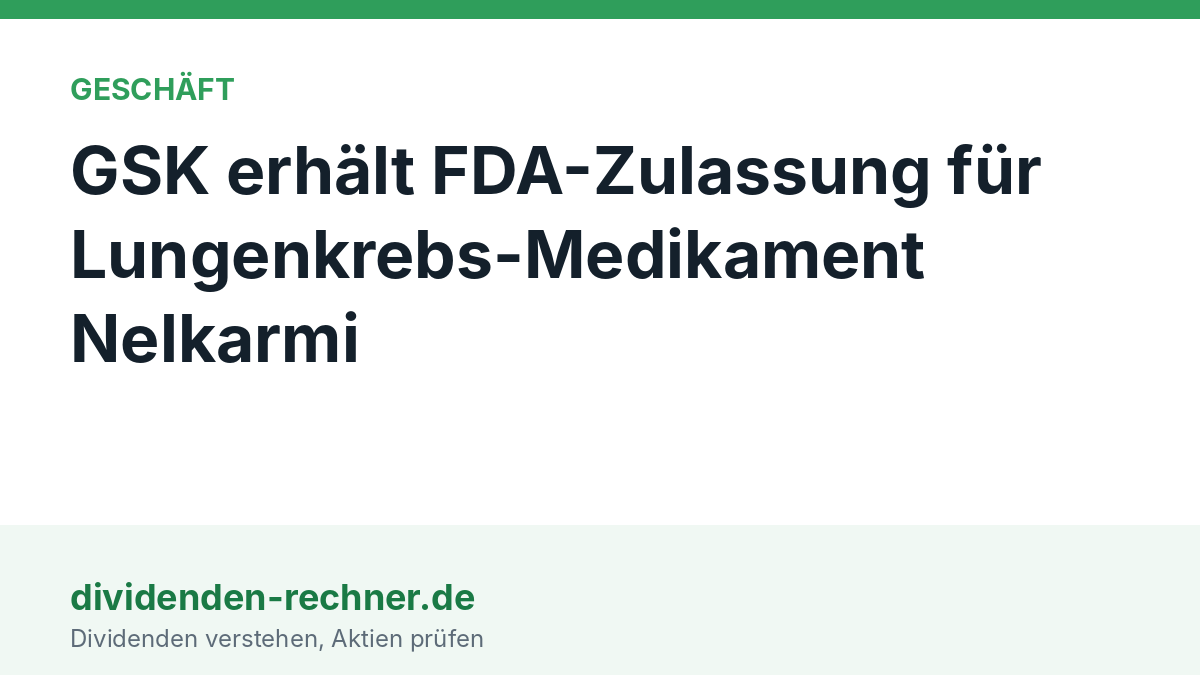 GESCHÄFT
GSK erhält FDA-Zulassung für
Lungenkrebs-Medikament
Nelkarmi
dividenden-rechner.de
Dividenden verstehen, Aktien prüfen